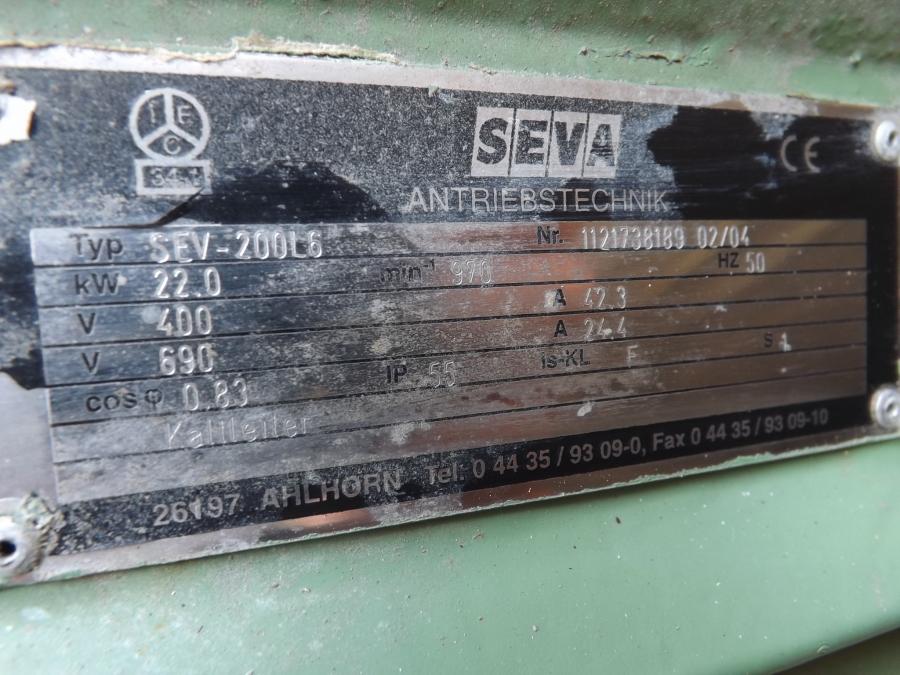 IEC
34-1
SEVA
CE
ANTRIEBSTECHNIK
Typ SEV-200L6 Nr. 1121738189 02/04
kW 22.0 min-1 970 HZ 50
V 400 A 42.3
V 690 A 24.4
cosφ 0.83 IP 55 Is-KL F S 1
Kaltleiter
26197 AHLHORN Tel: 0 44 35 / 93 09-0, Fax 0 44 35 / 93 09-10